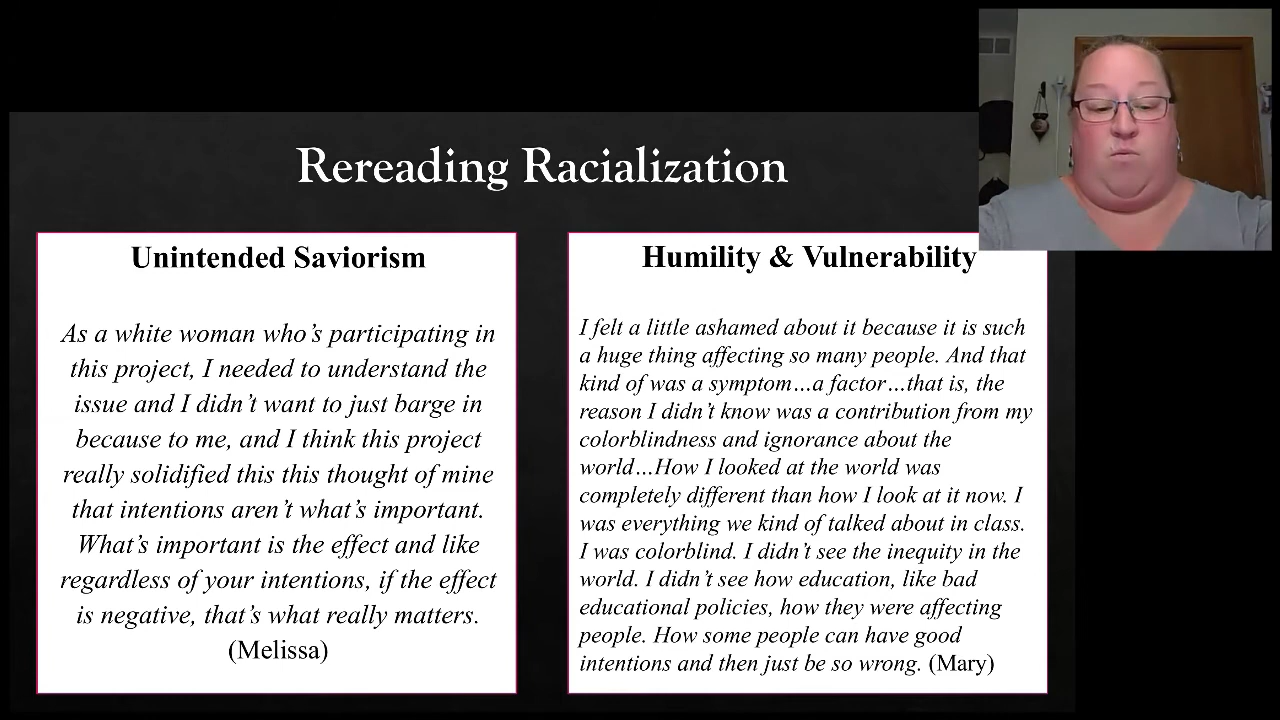 Rereading Racialization
Unintended Saviorism
As a white woman who's participating in
this project, I needed to understand the
issue and I didn't want to just barge in
because to me, and I think this project
really solidified this this thought of mine
that intentions aren't what's important.
What's important is the effect and like
regardless of your intentions, if the effect
is negative, that's what really matters.
(Melissa)
Humility & Vulnerability
I felt a little ashamed about it because it is such
a huge thing affecting so many people. And that
kind of was a symptom…a factor…that is, the
reason I didn't know was a contribution from my
colorblindness and ignorance about the
world…How I looked at the world was
completely different than how I look at it now. I
was everything we kind of talked about in class.
I was colorblind. I didn't see the inequity in the
world. I didn't see how education, like bad
educational policies, how they were affecting
people. How some people can have good
intentions and then just be so wrong. (Mary)